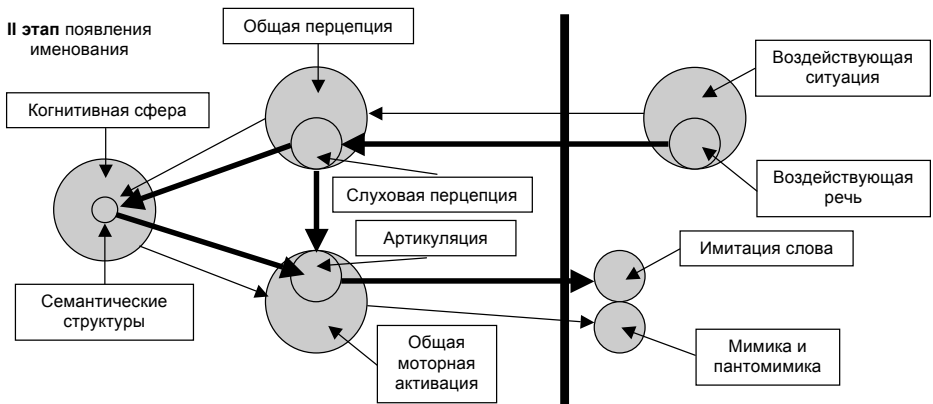 II этап появления
именования
Общая перцепция
Воздействующая
ситуация
Когнитивная сфера
Слуховая перцепция
Воздействующая
речь
Артикуляция
Имитация слова
Семантические
структуры
Общая
моторная
активация
Мимика и
пантомимика